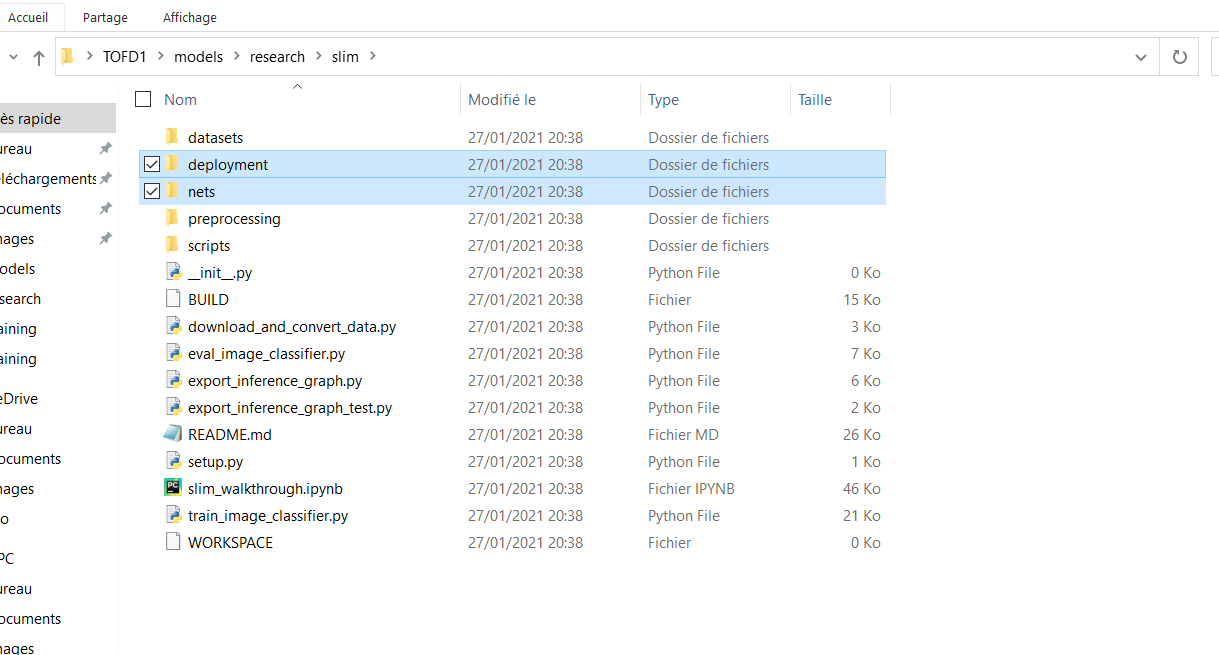 Accueil Partage Affichage
TOFD1 models research slim
Nom Modifié le Type Taille
ès rapide
ureau
léchargements
ocuments
nages
odels
search
aining
aining
eDrive
ureau
ocuments
nages
o
PC
ureau
ocuments
nages
datasets 27/01/2021 20:38 Dossier de fichiers
deployment 27/01/2021 20:38 Dossier de fichiers
nets 27/01/2021 20:38 Dossier de fichiers
preprocessing 27/01/2021 20:38 Dossier de fichiers
scripts 27/01/2021 20:38 Dossier de fichiers
__init__.py 27/01/2021 20:38 Python File 0 Ko
BUILD 27/01/2021 20:38 Fichier 15 Ko
download_and_convert_data.py 27/01/2021 20:38 Python File 3 Ko
eval_image_classifier.py 27/01/2021 20:38 Python File 7 Ko
export_inference_graph.py 27/01/2021 20:38 Python File 6 Ko
export_inference_graph_test.py 27/01/2021 20:38 Python File 2 Ko
README.md 27/01/2021 20:38 Fichier MD 26 Ko
setup.py 27/01/2021 20:38 Python File 1 Ko
PC slim_walkthrough.ipynb 27/01/2021 20:38 Fichier IPYNB 46 Ko
train_image_classifier.py 27/01/2021 20:38 Python File 21 Ko
WORKSPACE 27/01/2021 20:38 Fichier 0 Ko